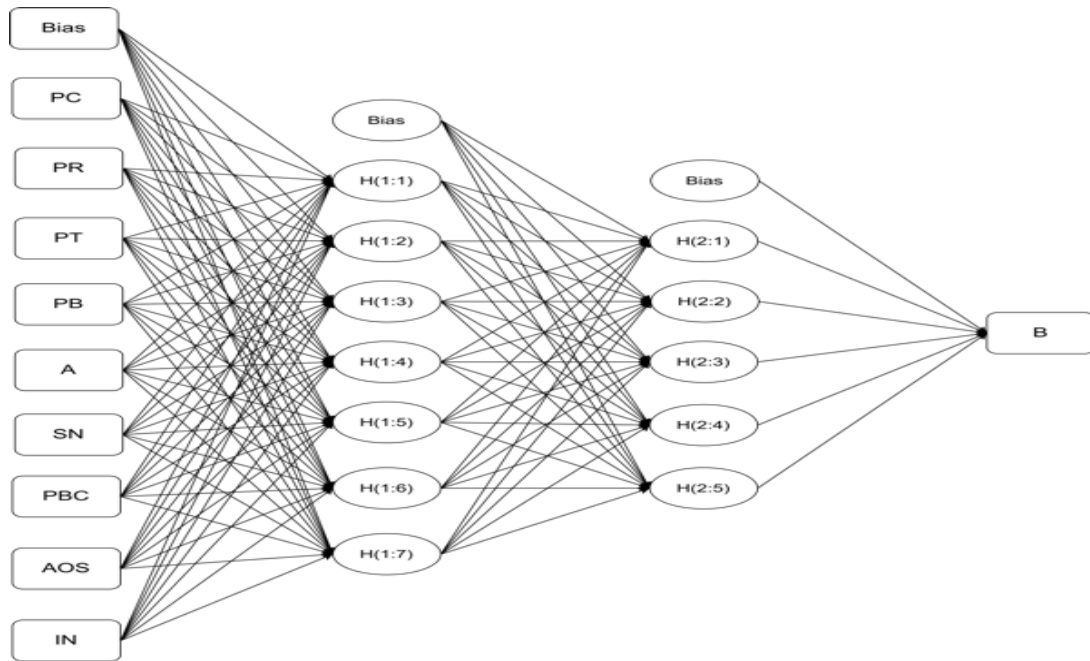 Bias
PC
PR
PT
PB
A
SN
PBC
AOS
IN
Bias
H(1:1)
H(1:2)
H(1:3)
H(1:4)
H(1:5)
H(1:6)
H(1:7)
Bias
H(2:1)
H(2:2)
H(2:3)
H(2:4)
H(2:5)
B